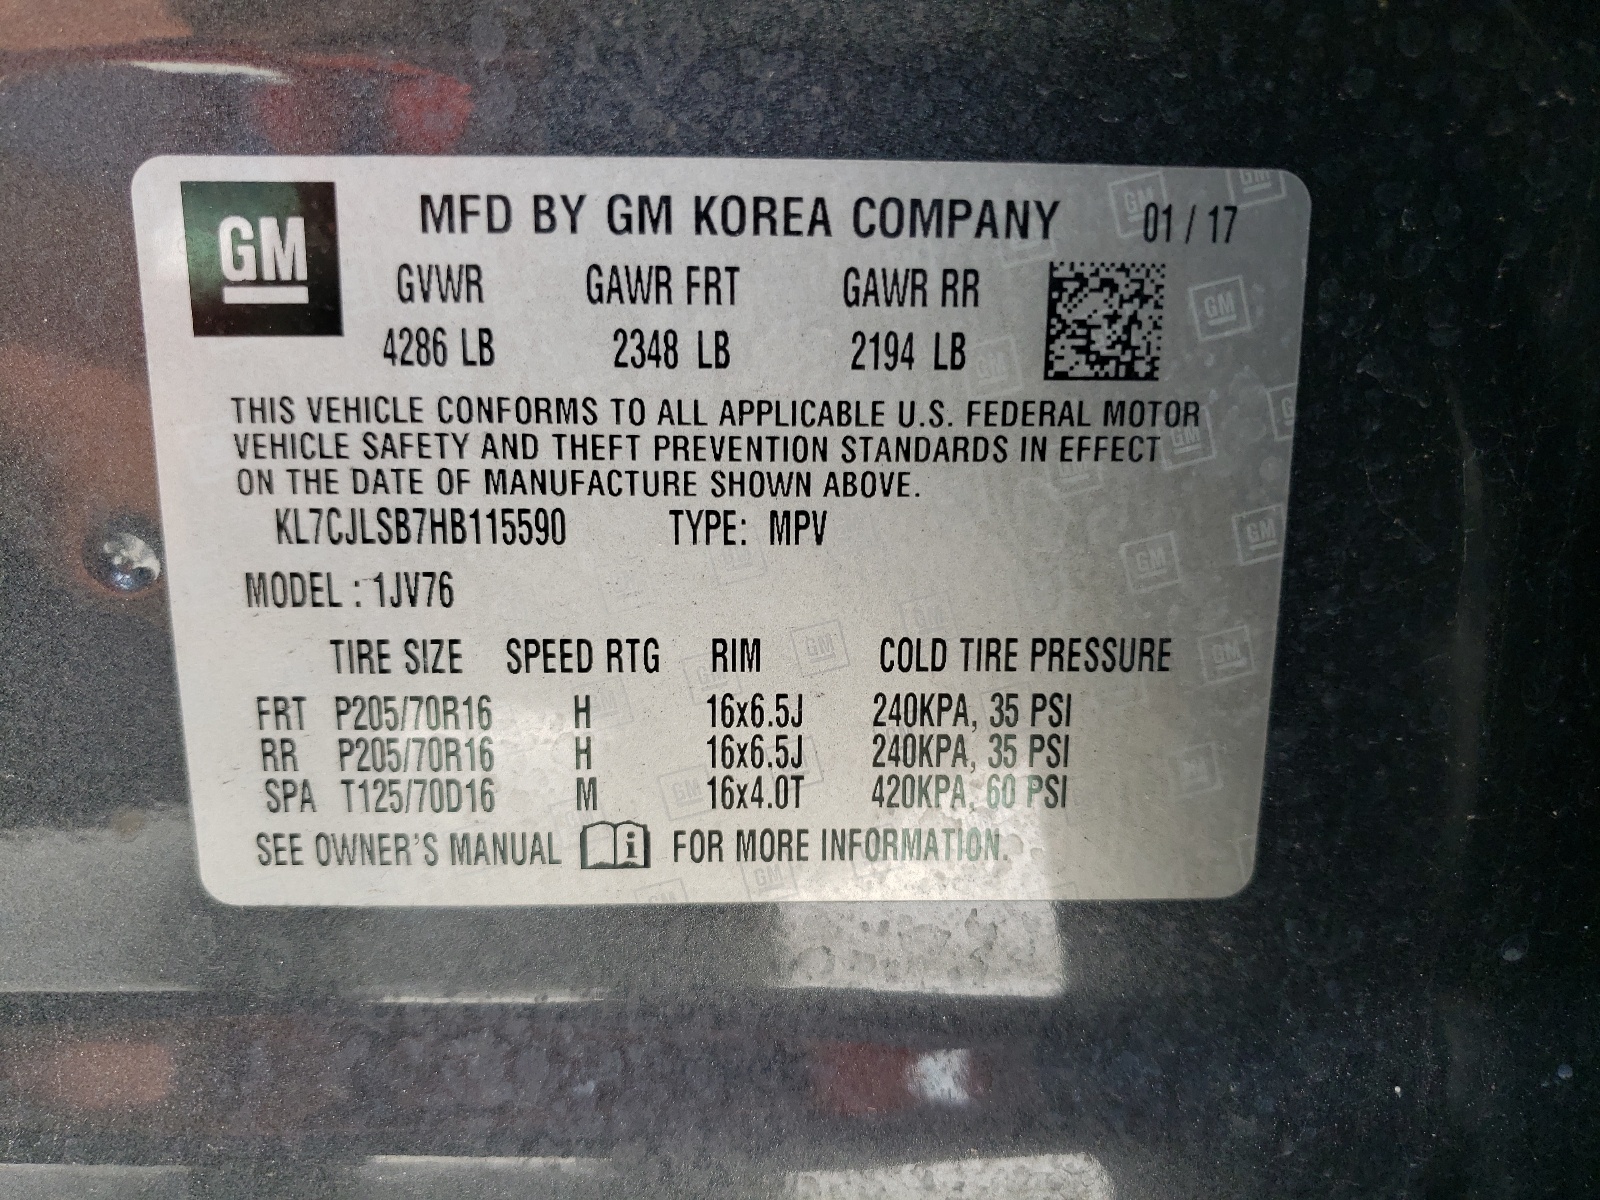 GM
MFD BY GM KOREA COMPANY 01 / 17
GVWR GAWR FRT GAWR RR
4286 LB 2348 LB 2194 LB
THIS VEHICLE CONFORMS TO ALL APPLICABLE U.S. FEDERAL MOTOR
VEHICLE SAFETY AND THEFT PREVENTION STANDARDS IN EFFECT
ON THE DATE OF MANUFACTURE SHOWN ABOVE.
KL7CJLSB7HB115590 TYPE: MPV
MODEL : 1JV76
TIRE SIZE SPEED RTG RIM COLD TIRE PRESSURE
FRT P205/70R16 H 16x6.5J 240KPA, 35 PSI
RR P205/70R16 H 16x6.5J 240KPA, 35 PSI
SPA T125/70D16 M 16x4.0T 420KPA, 60 PSI
SEE OWNER'S MANUAL i FOR MORE INFORMATION.